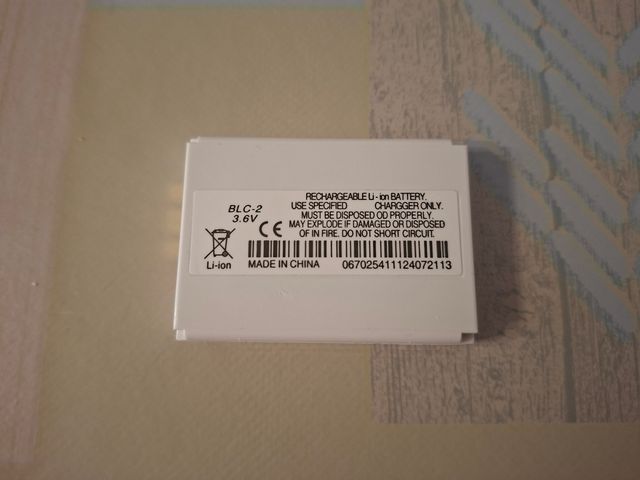 BLC-2
3.6V
RECHARGEABLE Li-ion BATTERY.
USE SPECIFIED CHARGGER ONLY.
MUST BE DISPOSED OD PROPERLY.
MAY EXPLODE IF DAMAGED OR DISPOSED
OF IN FIRE. DO NOT SHORT CIRCUIT.
CE
Li-ion
MADE IN CHINA 067025411124072113